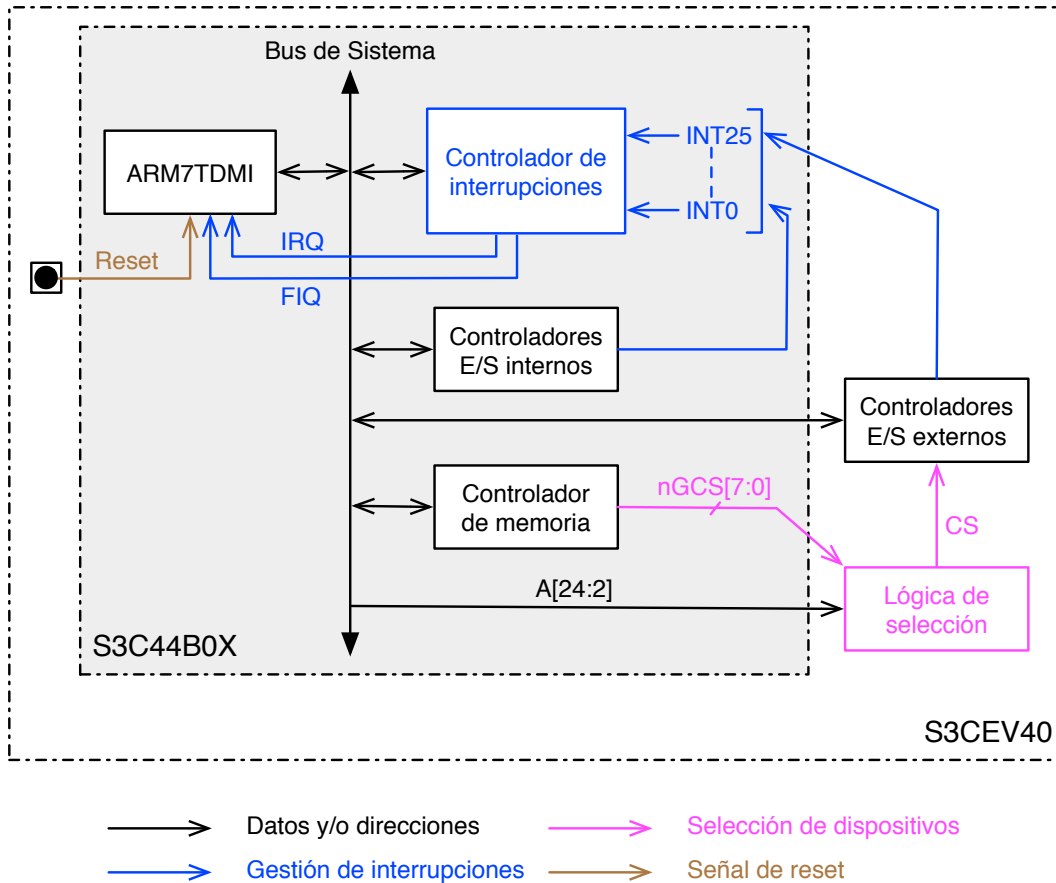 Bus de Sistema
ARM7TDMI
Controlador de
interrupciones
INT25
INT0
IRQ
Reset
FIQ
Controladores
E/S internos
Controladores
E/S externos
Controlador
de memoria
nGCS[7:0]
CS
A[24:2]
Lógica de
selección
S3C44B0X
S3CEV40
Datos y/o direcciones
Selección de dispositivos
Gestión de interrupciones
Señal de reset